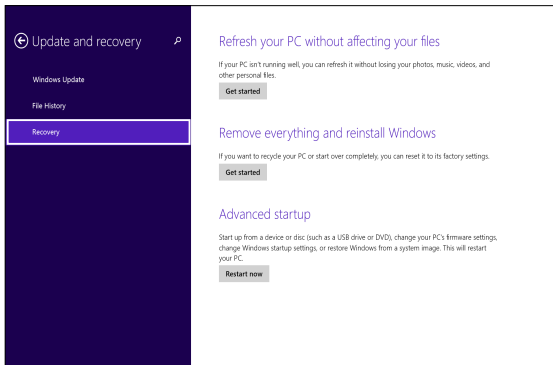 Update and recovery
Windows Update
File History
Recovery
Refresh your PC without affecting your files
If your PC isn't running well, you can refresh it without losing your photos, music, videos, and
other personal files.
Get started
Remove everything and reinstall Windows
If you want to recycle your PC or start over completely, you can reset it to its factory settings.
Get started
Advanced startup
Start up from a device or disc (such as a USB drive or DVD), change your PC's firmware settings,
change Windows startup settings, or restore Windows from a system image. This will restart
your PC.
Restart now